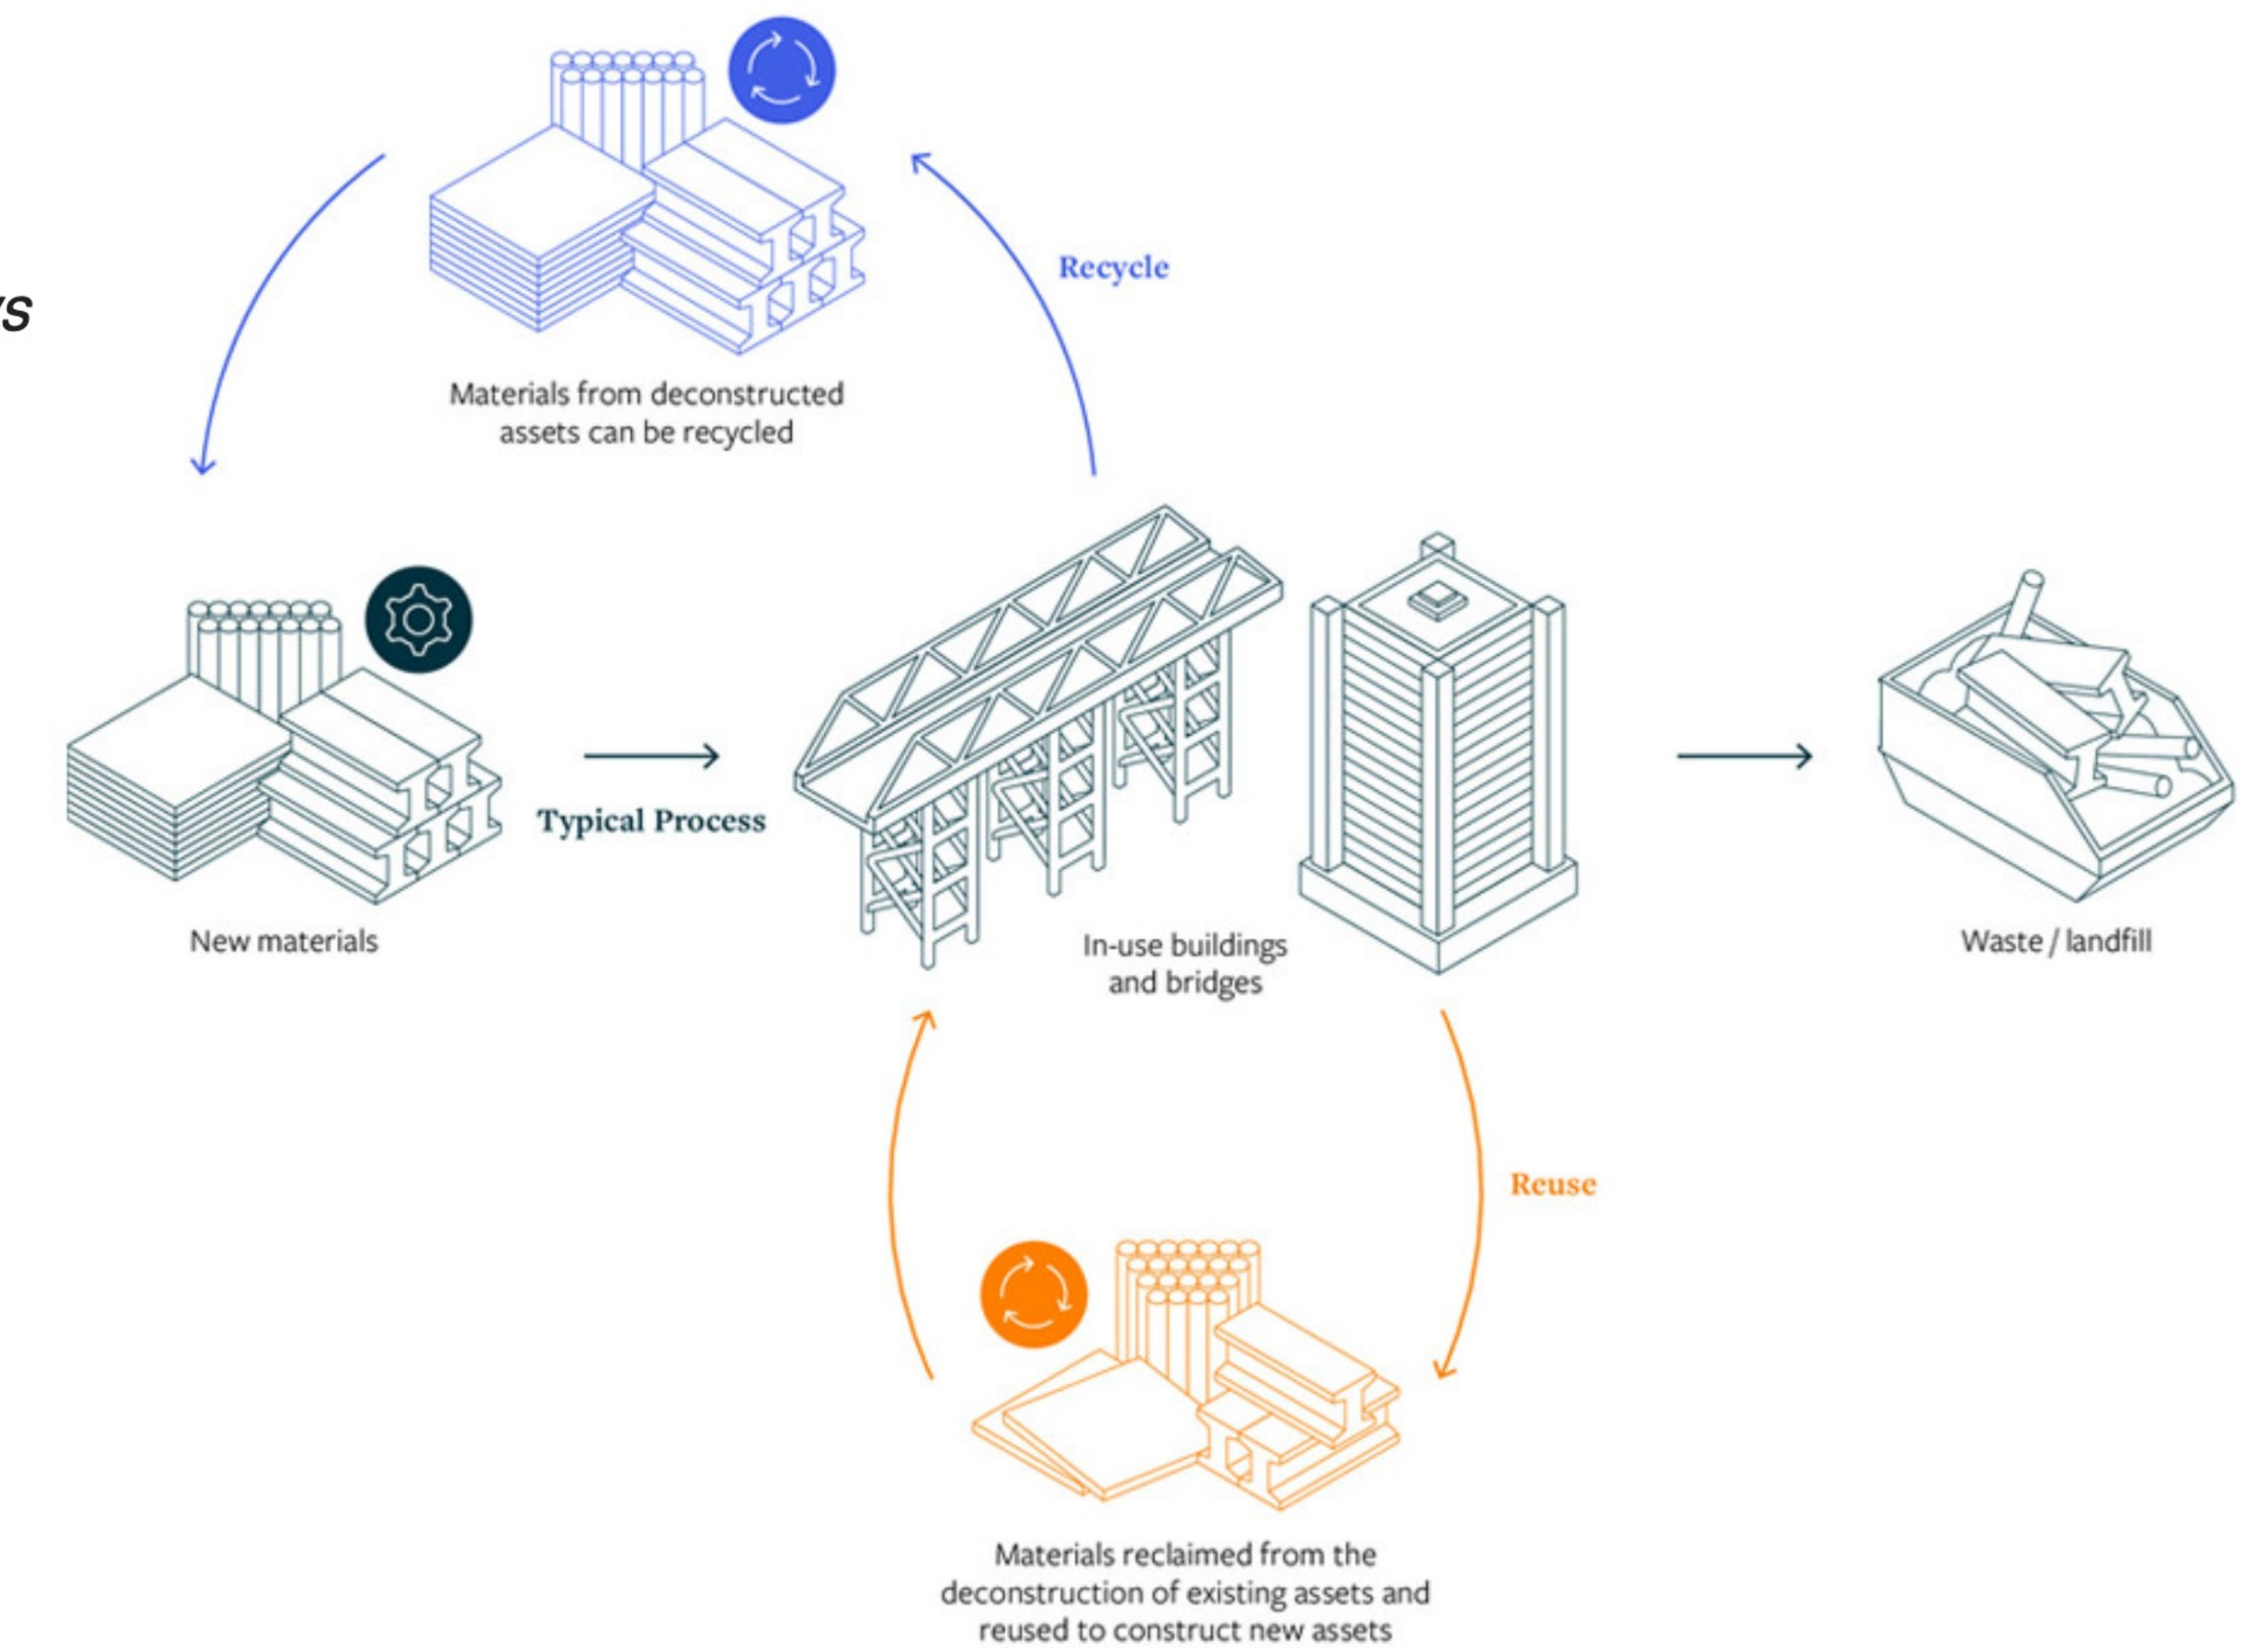 Recycle
Materials from deconstructed
assets can be recycled
Typical Process
New materials
In-use buildings
and bridges
Waste / landfill
Reuse
Materials reclaimed from the
deconstruction of existing assets and
reused to construct new assets